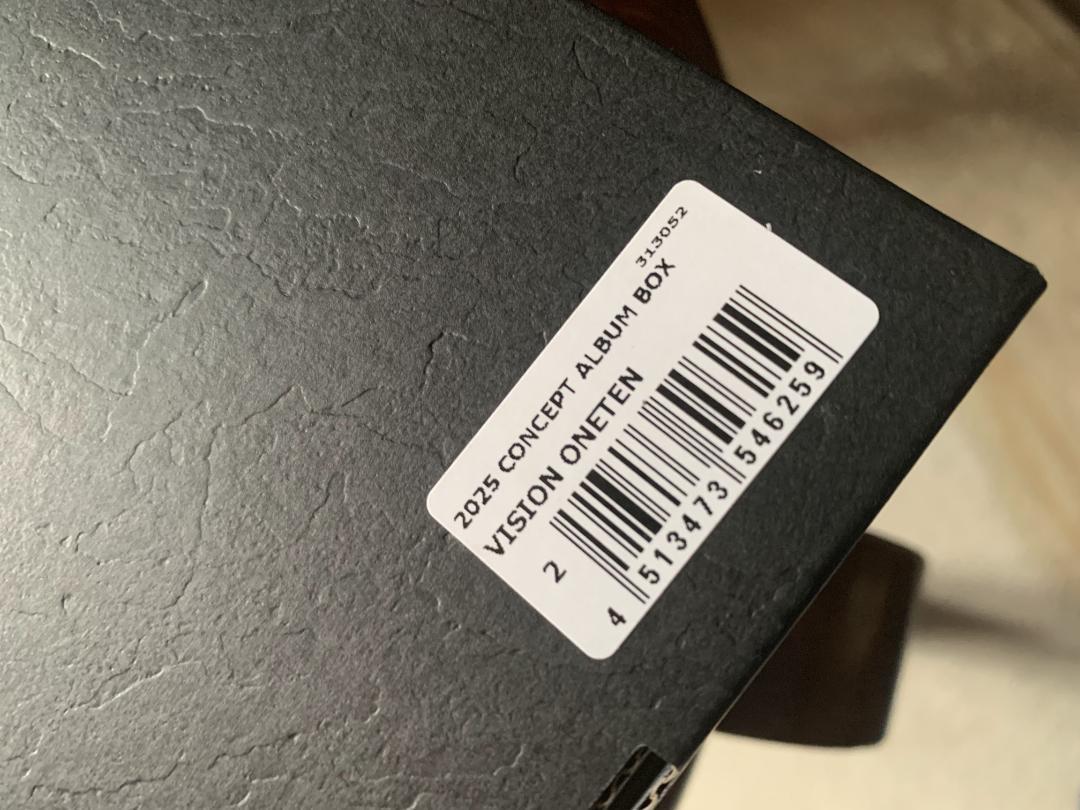 313052
2025 CONCEPT ALBUM BOX
VISION ONETEN
2
4 513473 546259